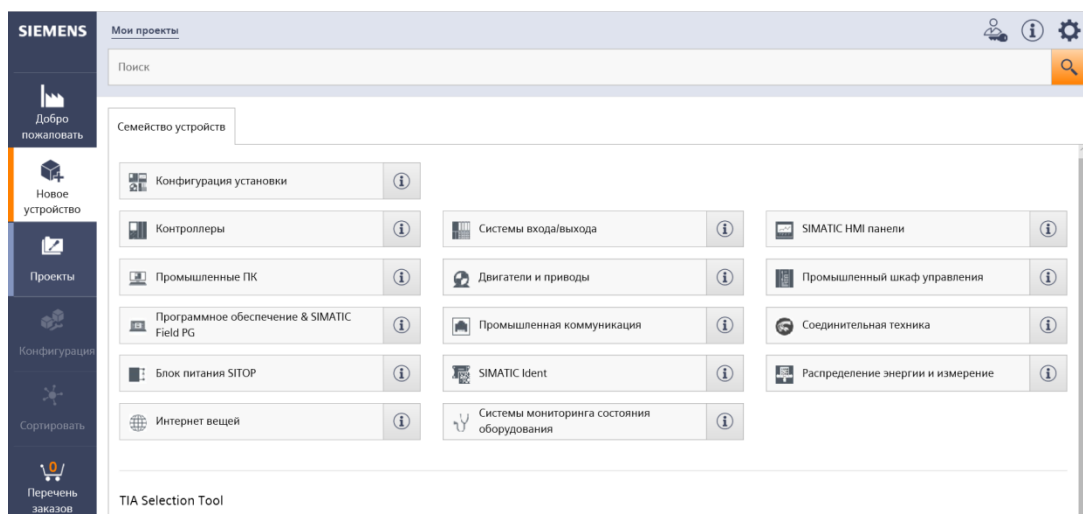 SIEMENS
Мои проекты
Поиск
Добро
пожаловать
Новое
устройство
Проекты
Конфигурация
Сортировать
0
Перечень
заказов
Семейство устройств
Конфигурация установки
Контроллеры
Системы входа/выхода
SIMATIC HMI панели
Промышленные ПК
Двигатели и приводы
Промышленный шкаф управления
Программное обеспечение & SIMATIC
Field PG
Промышленная коммуникация
Соединительная техника
Блок питания SITOP
SIMATIC Ident
Распределение энергии и измерение
Интернет вещей
Системы мониторинга состояния
оборудования
TIA Selection Tool